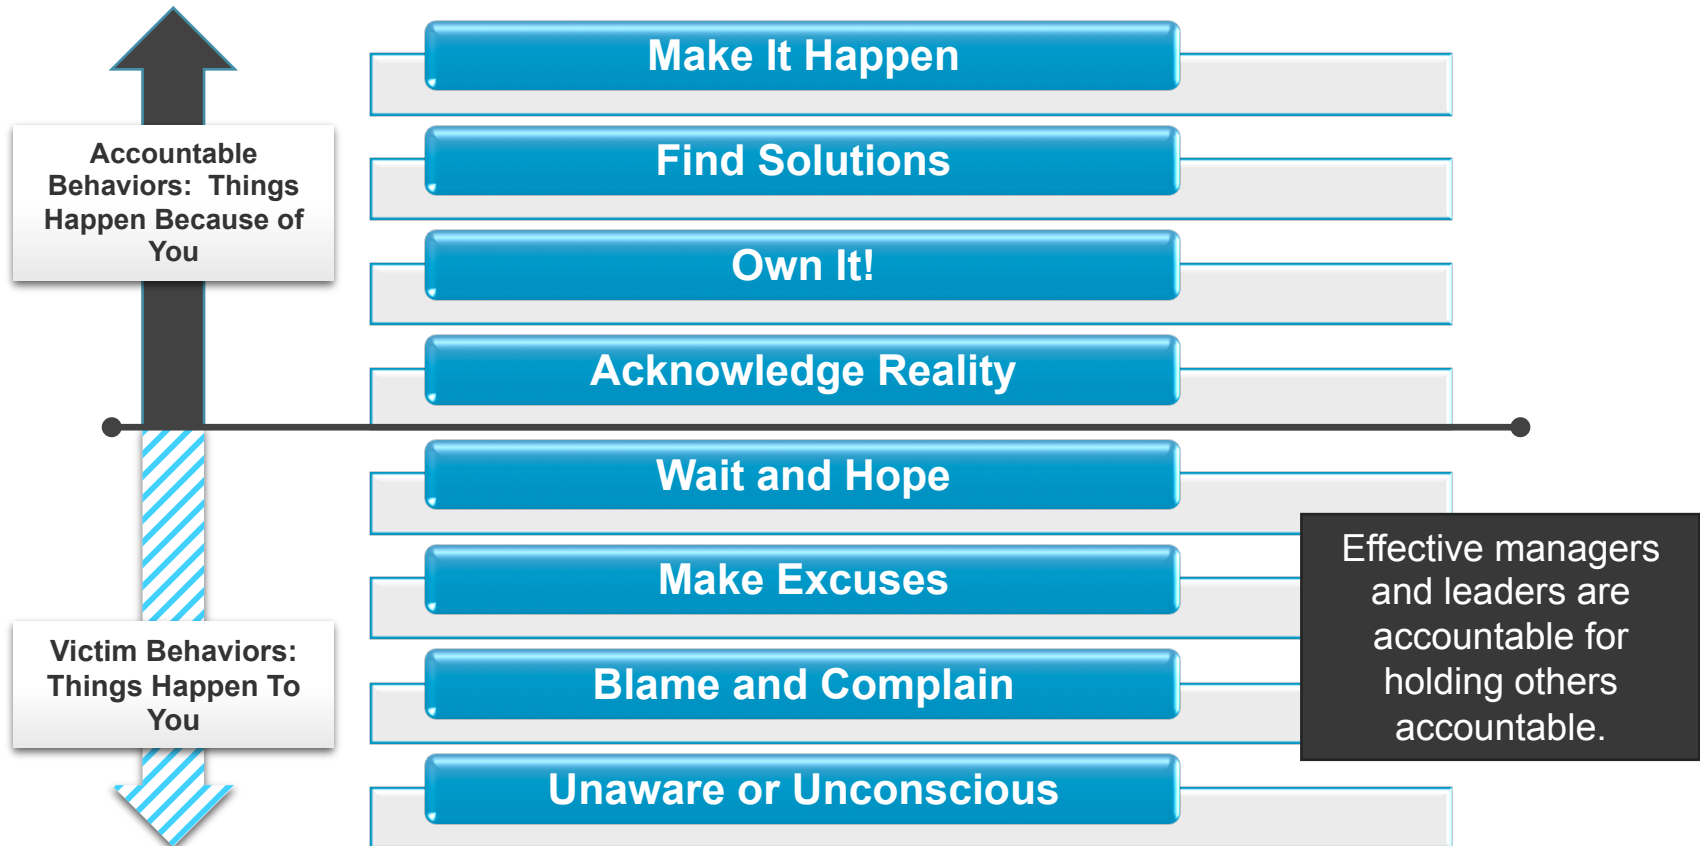 Make It Happen
Find Solutions
Accountable
Behaviors: Things
Happen Because of
You
Own It!
Acknowledge Reality
Wait and Hope
Make Excuses
Victim Behaviors:
Things Happen To
You
Blame and Complain
Unaware or Unconscious
Effective managers
and leaders are
accountable for
holding others
accountable.